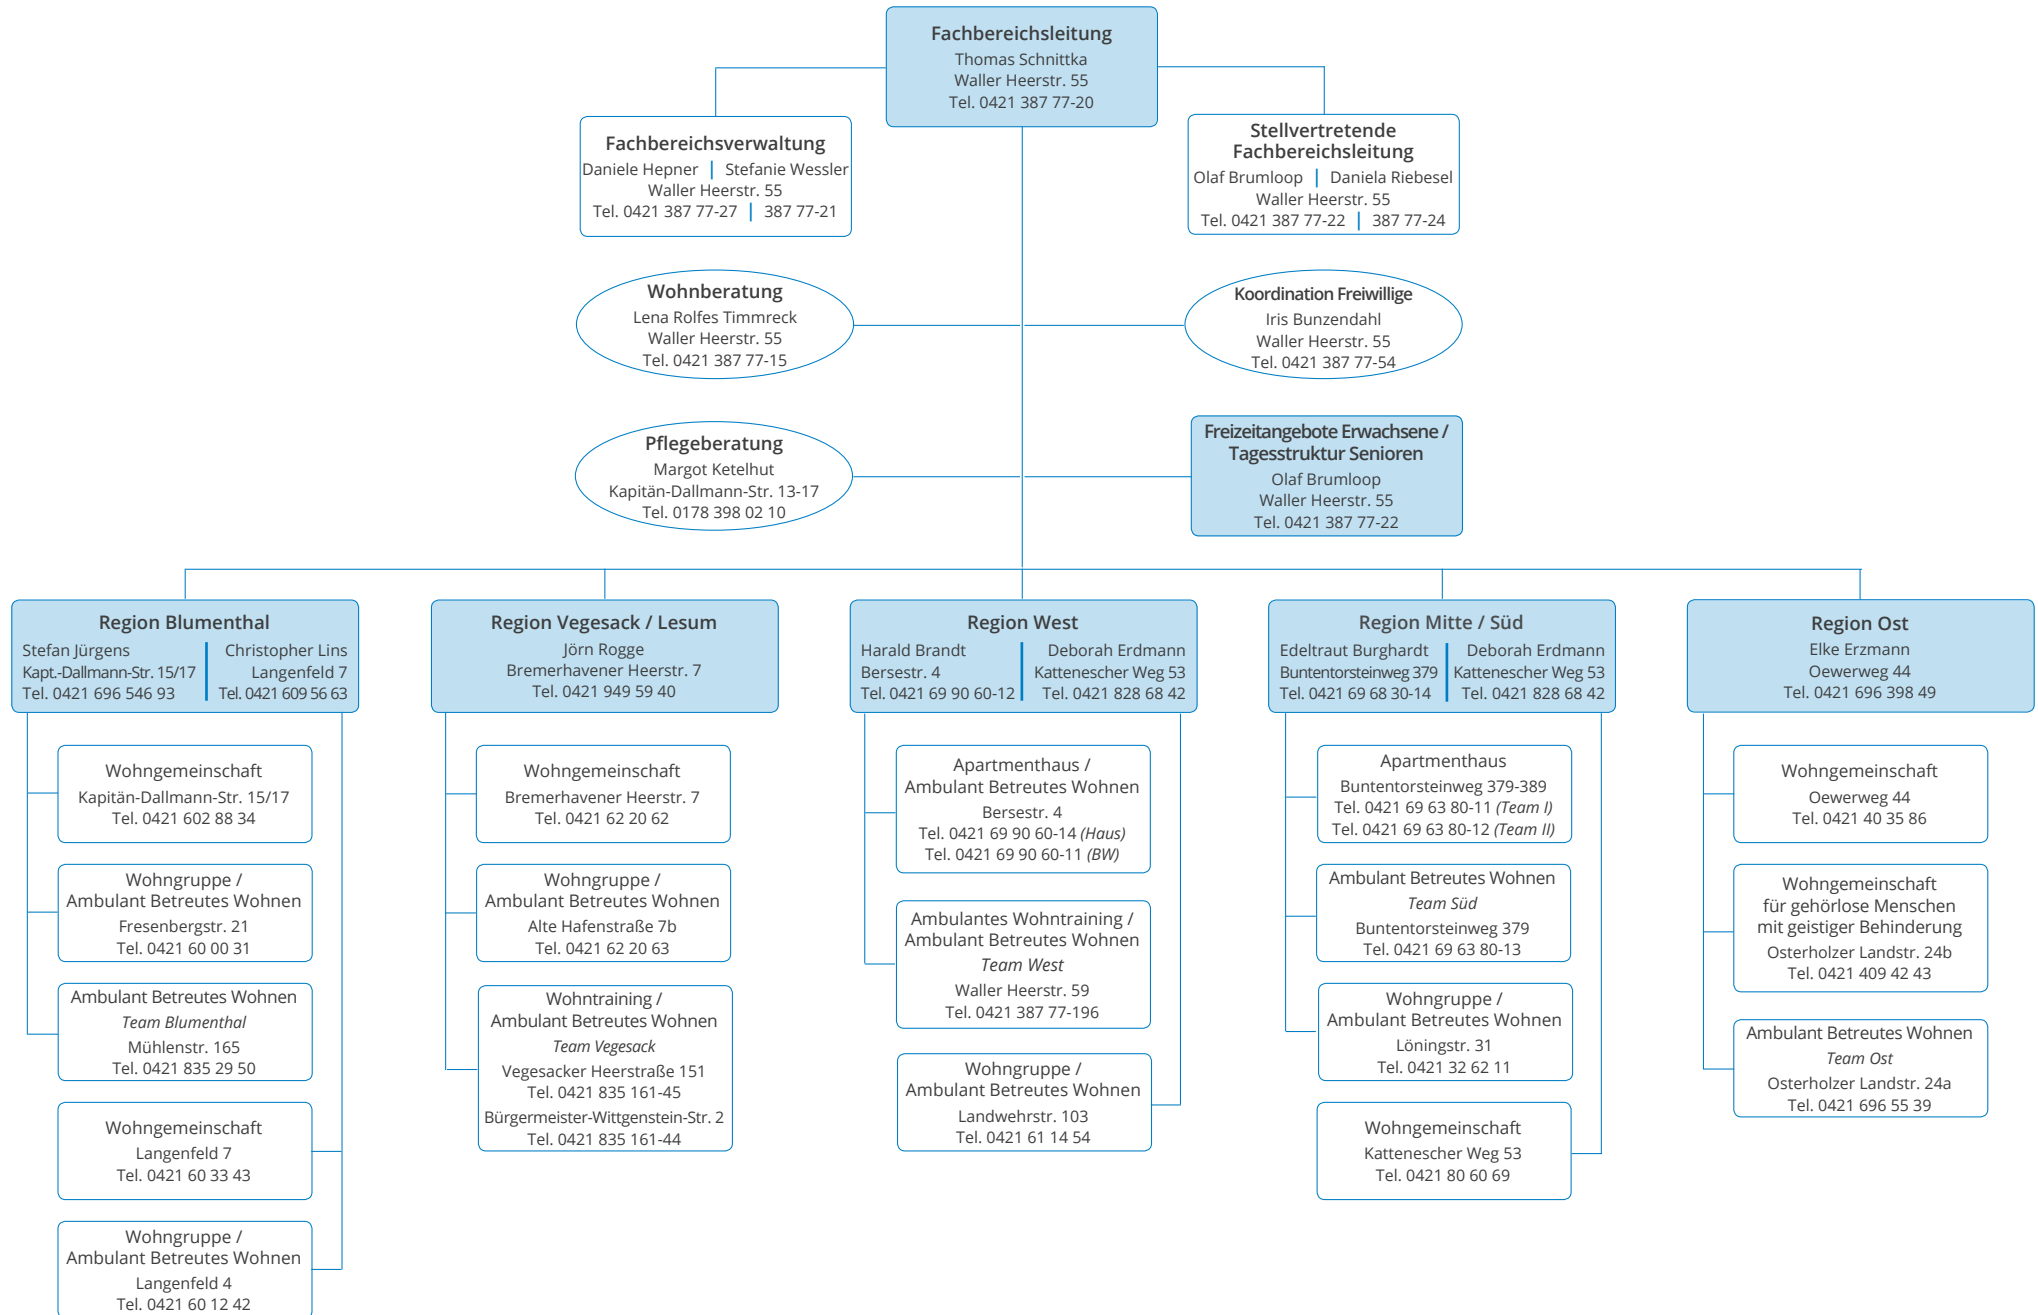 Fachbereichsleitung
Thomas Schnittka
Waller Heerstr. 55
Tel. 0421 387 77-20
Fachbereichsverwaltung
Daniele Hepner | Stefanie Wessler
Waller Heerstr. 55
Tel. 0421 387 77-27 | 387 77-21
Stellvertretende
Fachbereichsleitung
Olaf Brumloop | Daniela Riebesel
Waller Heerstr. 55
Tel. 0421 387 77-22 | 387 77-24
Wohnberatung
Lena Rolfes Timmreck
Waller Heerstr. 55
Tel. 0421 387 77-15
Koordination Freiwillige
Iris Bunzendahl
Waller Heerstr. 55
Tel. 0421 387 77-54
Pflegeberatung
Margot Ketelhut
Kapitän-Dallmann-Str. 13-17
Tel. 0178 398 02 10
Freizeitangebote Erwachsene /
Tagesstruktur Senioren
Olaf Brumloop
Waller Heerstr. 55
Tel. 0421 387 77-22
Region Blumenthal
Stefan Jürgens | Christopher Lins
Kapt.-Dallmann-Str. 15/17 | Langenfeld 7
Tel. 0421 696 546 93 | Tel. 0421 609 56 63
Wohngemeinschaft
Kapitän-Dallmann-Str. 15/17
Tel. 0421 602 88 34
Wohngruppe /
Ambulant Betreutes Wohnen
Fresenbergstr. 21
Tel. 0421 60 00 31
Ambulant Betreutes Wohnen
Team Blumenthal
Mühlenstr. 165
Tel. 0421 835 29 50
Wohngemeinschaft
Langenfeld 7
Tel. 0421 60 33 43
Wohngruppe /
Ambulant Betreutes Wohnen
Langenfeld 4
Tel. 0421 60 12 42
Region Vegesack / Lesum
Jörn Rogge
Bremerhavener Heerstr. 7
Tel. 0421 949 59 40
Wohngemeinschaft
Bremerhavener Heerstr. 7
Tel. 0421 62 20 62
Wohngruppe /
Ambulant Betreutes Wohnen
Alte Hafenstraße 7b
Tel. 0421 62 20 63
Wohntraining /
Ambulant Betreutes Wohnen
Team Vegesack
Vegesacker Heerstraße 151
Tel. 0421 835 161-45
Bürgermeister-Wittgenstein-Str. 2
Tel. 0421 835 161-44
Region West
Harald Brandt | Deborah Erdmann
Bersestr. 4 | Kattenescher Weg 53
Tel. 0421 69 90 60-12 | Tel. 0421 828 68 42
Apartmenthaus /
Ambulant Betreutes Wohnen
Bersestr. 4
Tel. 0421 69 90 60-14 (Haus)
Tel. 0421 69 90 60-11 (BW)
Ambulantes Wohntraining /
Ambulant Betreutes Wohnen
Team West
Waller Heerstr. 59
Tel. 0421 387 77-196
Wohngruppe /
Ambulant Betreutes Wohnen
Landwehrstr. 103
Tel. 0421 61 14 54
Region Mitte / Süd
Edeltraut Burghardt | Deborah Erdmann
Buntentorsteinweg 379 | Kattenescher Weg 53
Tel. 0421 69 68 30-14 | Tel. 0421 828 68 42
Apartmenthaus
Buntentorsteinweg 379-389
Tel. 0421 69 63 80-11 (Team I)
Tel. 0421 69 63 80-12 (Team II)
Ambulant Betreutes Wohnen
Team Süd
Buntentorsteinweg 379
Tel. 0421 69 63 80-13
Wohngruppe /
Ambulant Betreutes Wohnen
Löningstr. 31
Tel. 0421 32 62 11
Wohngemeinschaft
Kattenescher Weg 53
Tel. 0421 80 60 69
Region Ost
Elke Erzmann
Oewerweg 44
Tel. 0421 696 398 49
Wohngemeinschaft
Oewerweg 44
Tel. 0421 40 35 86
Wohngemeinschaft
für gehörlose Menschen
mit geistiger Behinderung
Osterholzer Landstr. 24b
Tel. 0421 409 42 43
Ambulant Betreutes Wohnen
Team Ost
Osterholzer Landstr. 24a
Tel. 0421 696 55 39